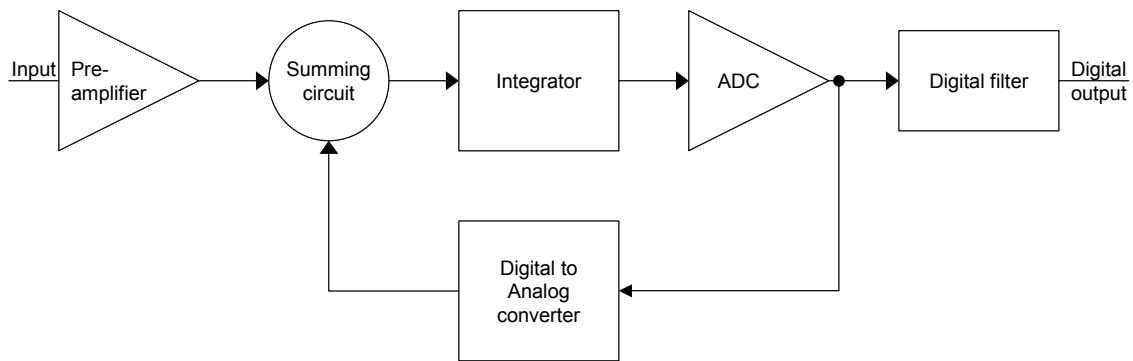 Input
Pre-
amplifier
Summing
circuit
Integrator
ADC
Digital filter
Digital
output
Digital to
Analog
converter